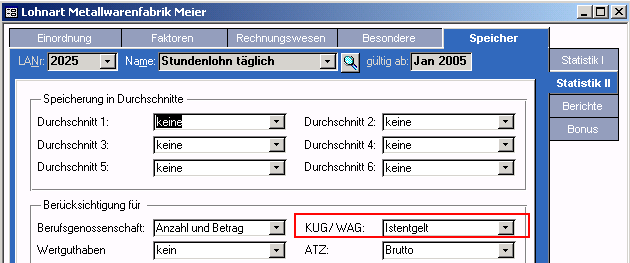 Lohnart Metallwarenfabrik Meier
Einordnung Faktoren Rechnungswesen Besondere Speicher
LANr: 2025 Name: Stundenlohn täglich gültig ab: Jan 2005
Statistik I
Statistik II
Berichte
Bonus
Speicherung in Durchschnitte
Durchschnitt 1: keine Durchschnitt 2: keine
Durchschnitt 3: keine Durchschnitt 4: keine
Durchschnitt 5: keine Durchschnitt 6: keine
Berücksichtigung für
Berufsgenossenschaft: Anzahl und Betrag KUG/WAG: Istentgelt
Wertguthaben kein ATZ: Brutto